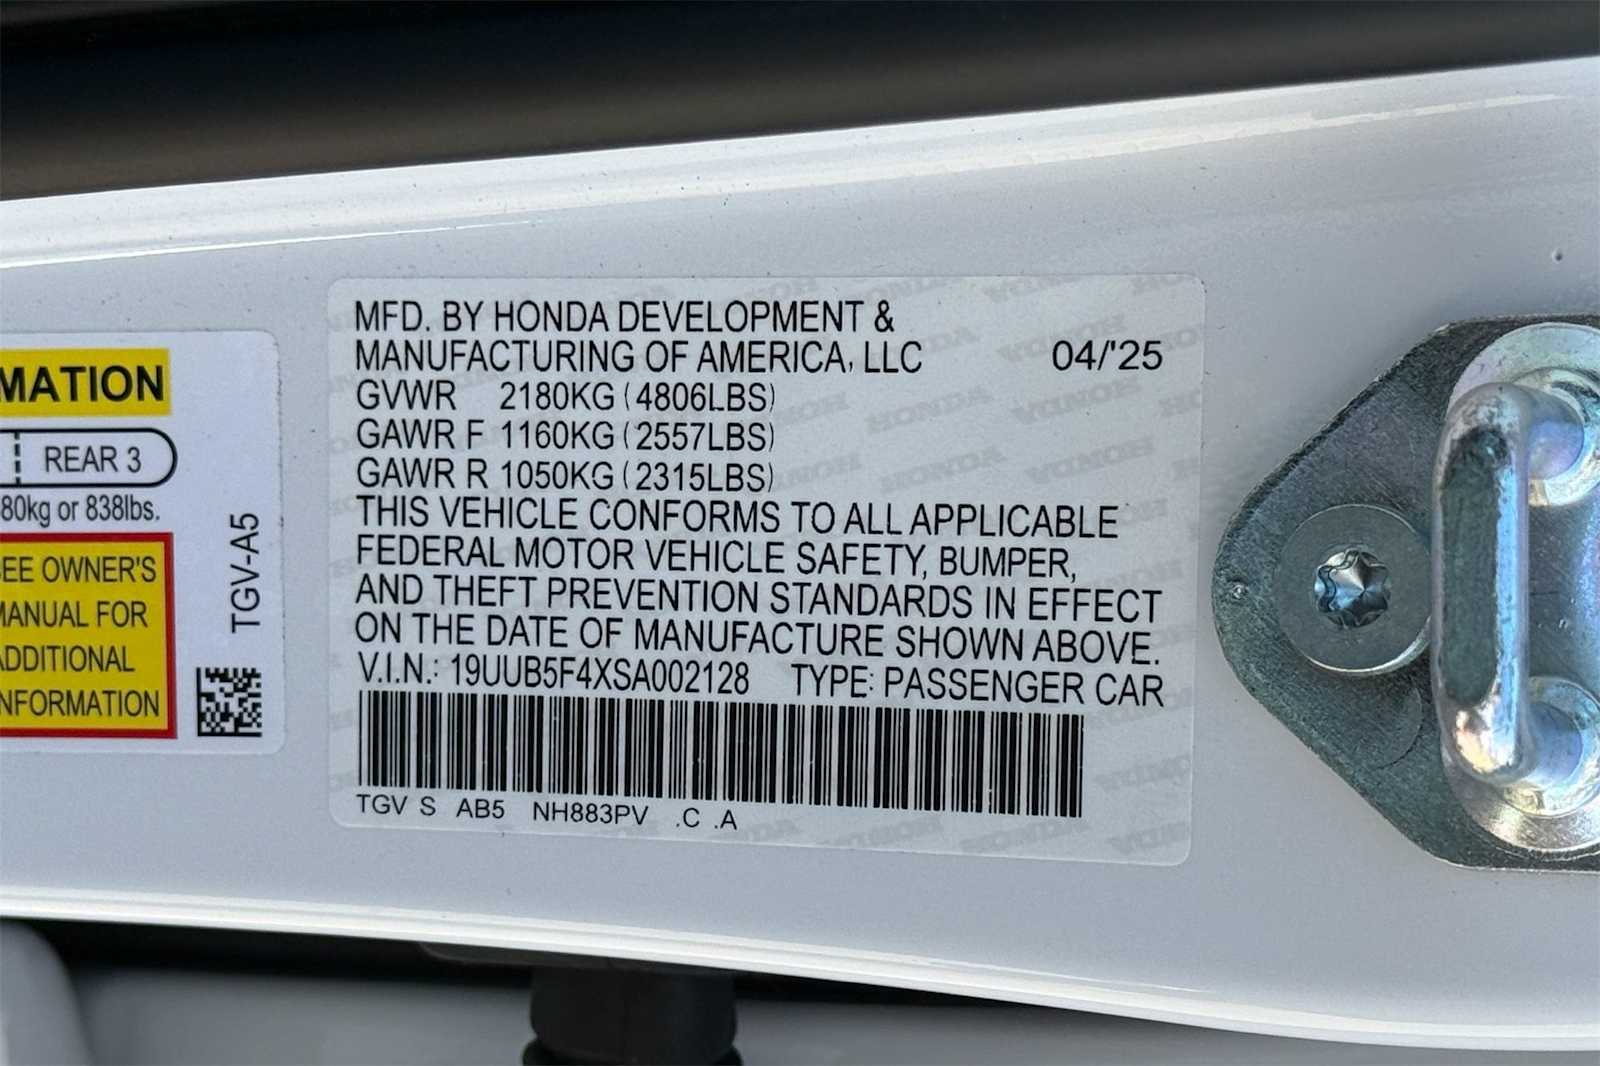 MATION
REAR 3
80kg or 838lbs.
SEE OWNER'S
MANUAL FOR
ADDITIONAL
INFORMATION
TGV-A5
MFD. BY HONDA DEVELOPMENT &
MANUFACTURING OF AMERICA, LLC 04/'25
GVWR 2180KG (4806LBS)
GAWR F 1160KG (2557LBS)
GAWR R 1050KG (2315LBS)
THIS VEHICLE CONFORMS TO ALL APPLICABLE
FEDERAL MOTOR VEHICLE SAFETY, BUMPER,
AND THEFT PREVENTION STANDARDS IN EFFECT
ON THE DATE OF MANUFACTURE SHOWN ABOVE.
V.I.N.: 19UUB5F4XSA002128 TYPE: PASSENGER CAR
TGV S AB5 NH883PV .C .A